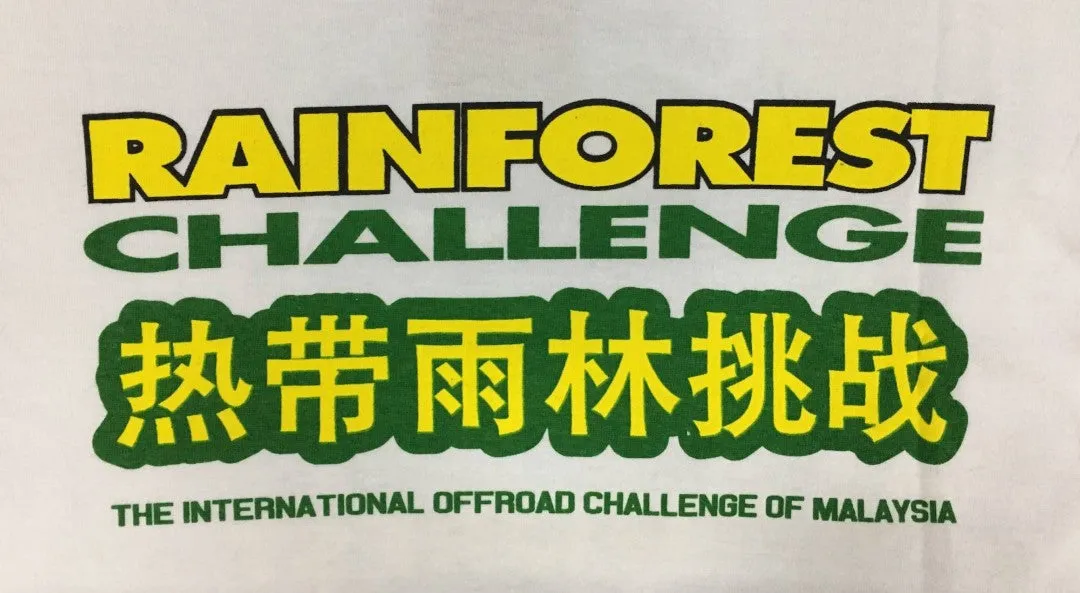 RAINFOREST
CHALLENGE
热带雨林挑战
THE INTERNATIONAL OFFROAD CHALLENGE OF MALAYSIA